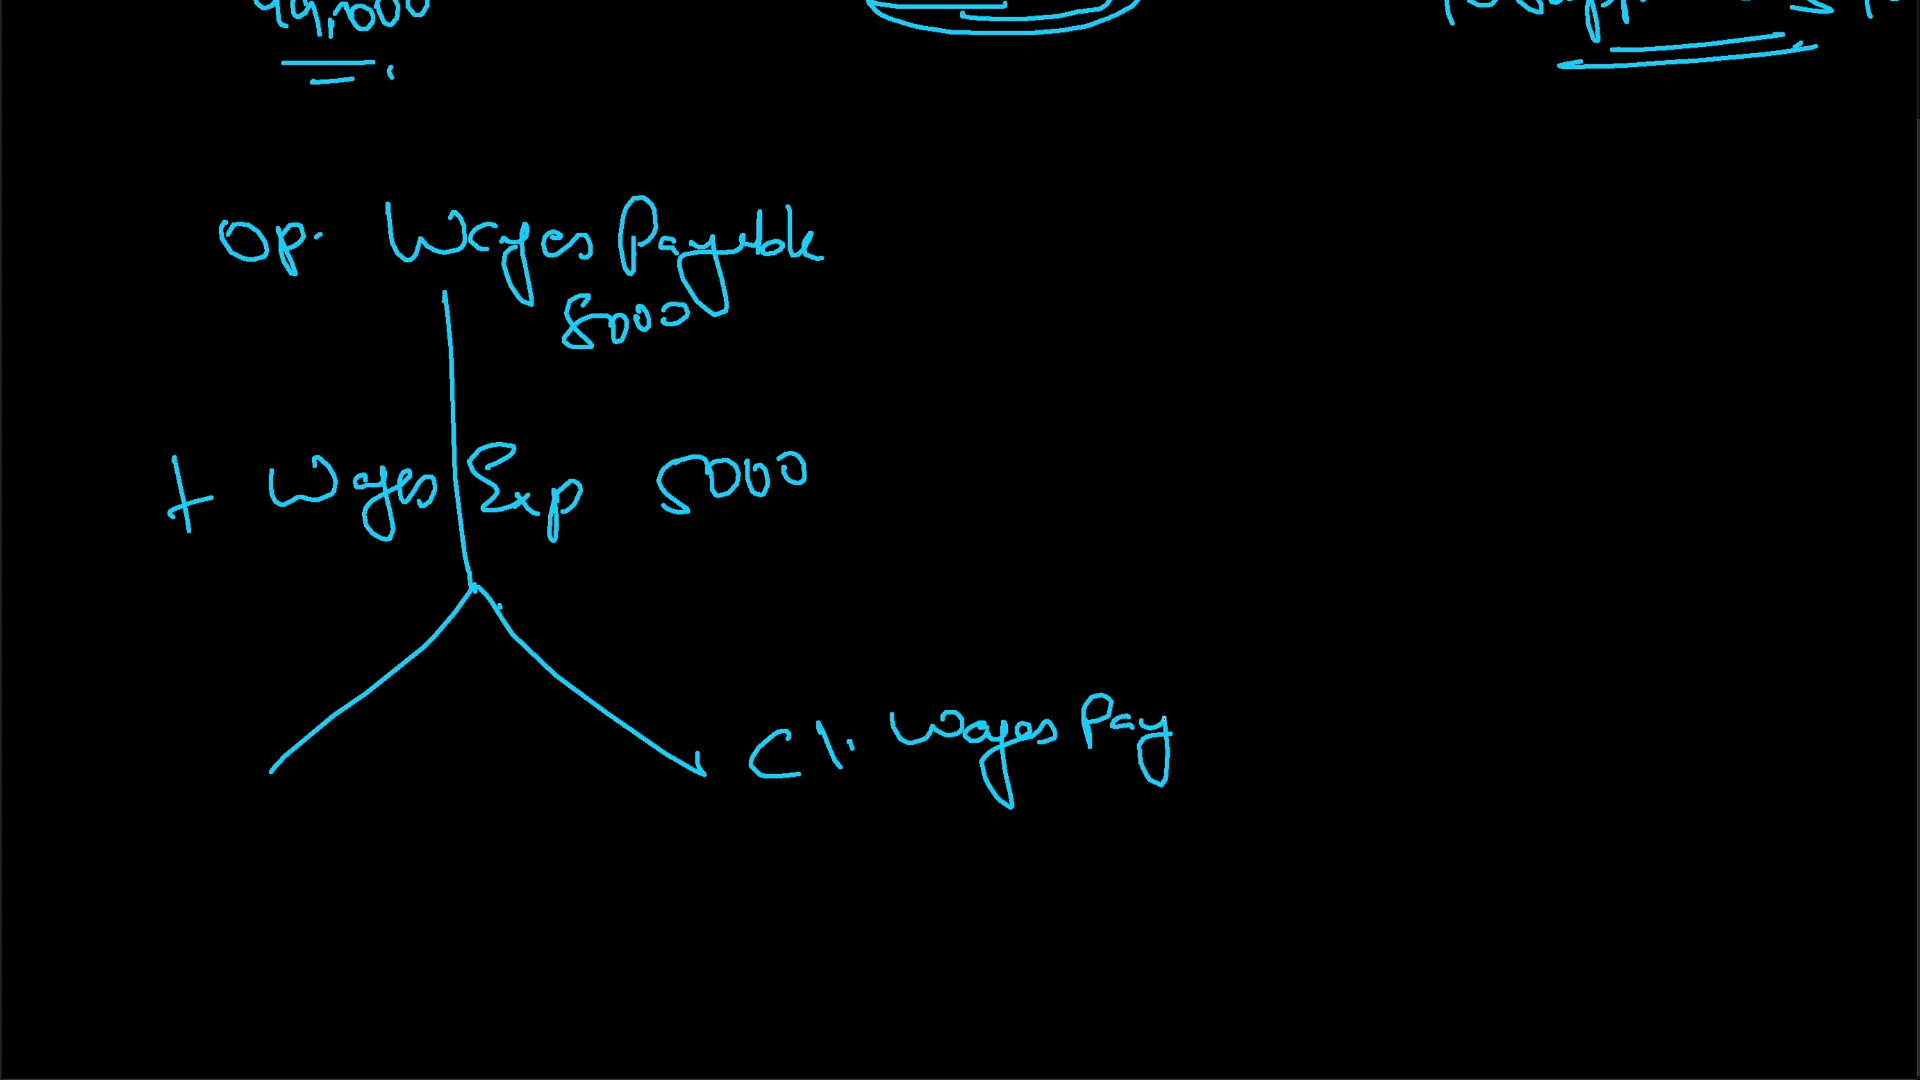 Op. Wages Payable
8000
+ Wages Exp 5000
Cl. Wages Pay